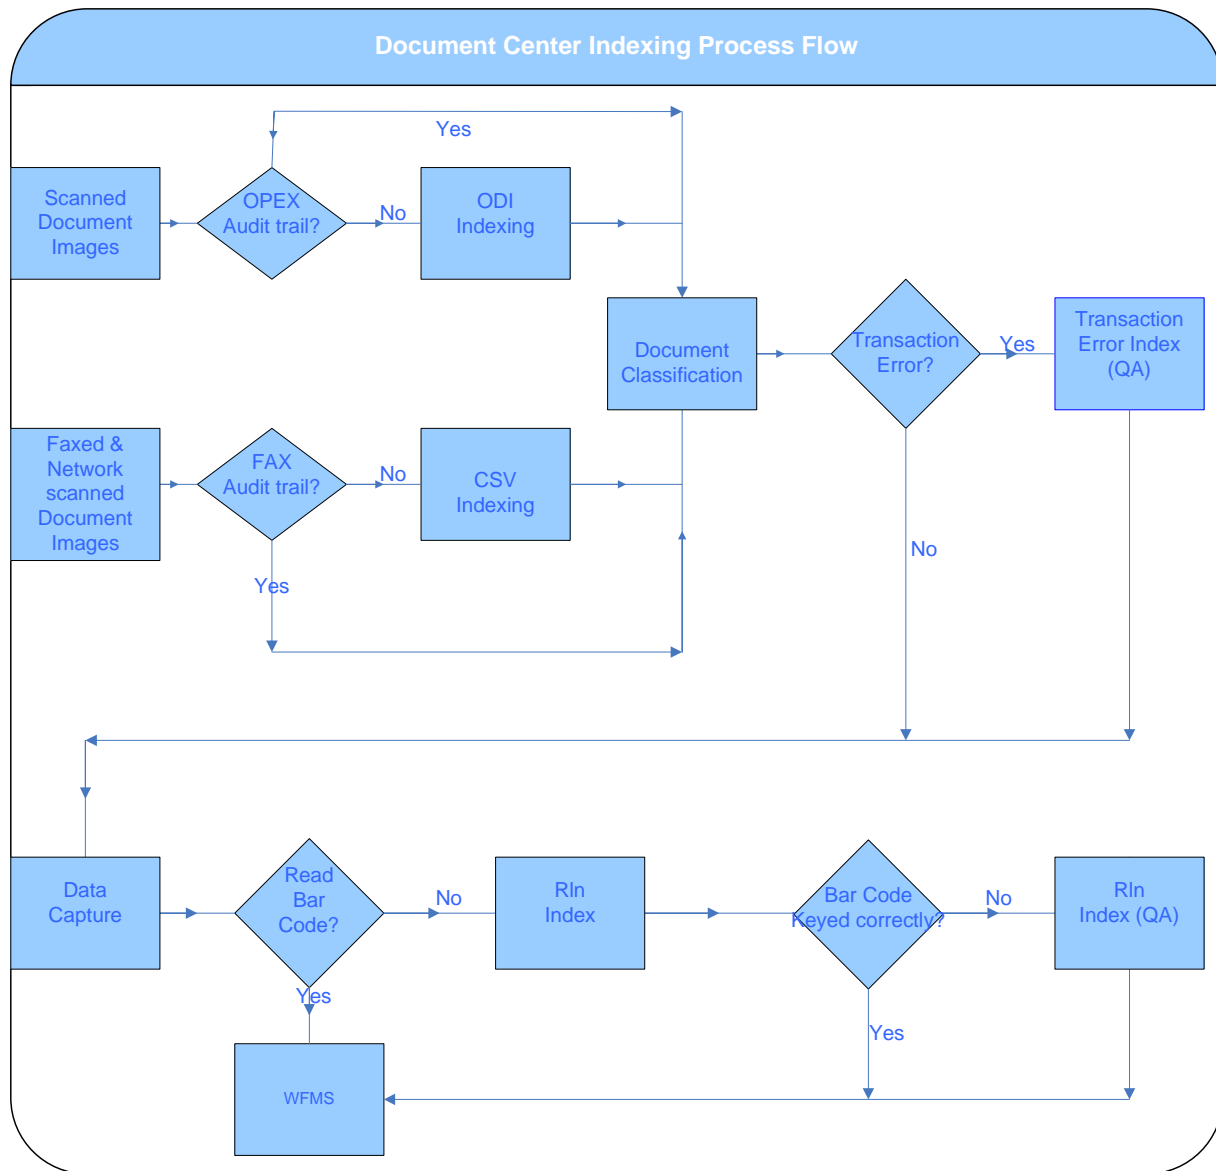 Document Center Indexing Process Flow
Yes
Scanned
Document
Images
OPEX
Audit trail?
No
ODI
Indexing
Document
Classification
Transaction
Error?
Yes
Transaction
Error Index
(QA)
Faxed &
Network
scanned
Document
Images
FAX
Audit trail?
No
CSV
Indexing
Yes
No
Data
Capture
Read
Bar
Code?
No
RIn
Index
Bar Code
Keyed correctly?
No
RIn
Index (QA)
Yes
Yes
WFMS